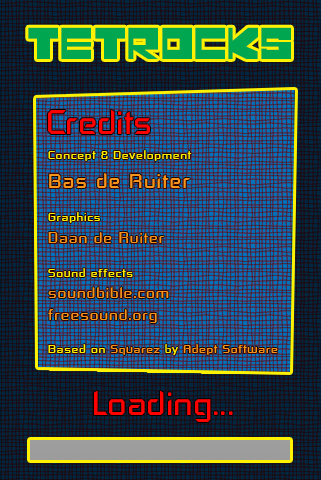 TETROCKS
Credits
Concept & Development
Bas de Ruiter
Graphics
Daan de Ruiter
Sound effects
soundbible.com
freesound.org
Based on Squarez by Adept Software
Loading...